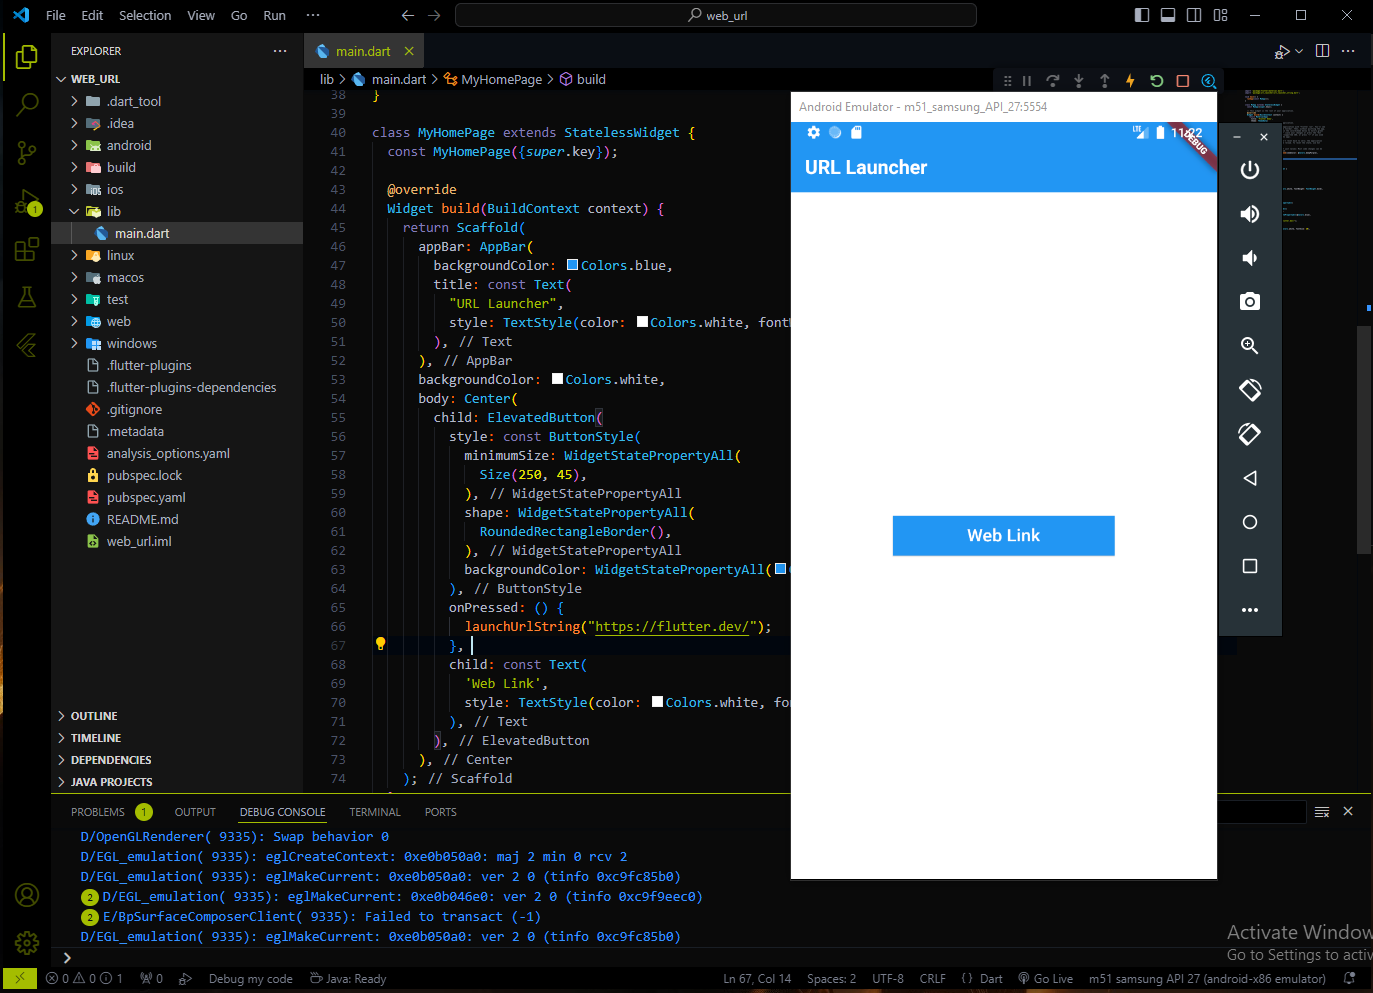 File Edit Selection View Go Run ···
web_url
EXPLORER
WEB_URL
.dart_tool
.idea
android
build
ios
lib
main.dart
linux
macos
test
web
windows
.flutter-plugins
.flutter-plugins-dependencies
.gitignore
.metadata
analysis_options.yaml
pubspec.lock
pubspec.yaml
README.md
web_url.iml
OUTLINE
TIMELINE
DEPENDENCIES
JAVA PROJECTS
main.dart
lib > main.dart > MyHomePage > build
38 }
39
40 class MyHomePage extends StatelessWidget {
41 const MyHomePage({super.key});
42
43 @override
44 Widget build(BuildContext context) {
45 return Scaffold(
46 appBar: AppBar(
47 backgroundColor: Colors.blue,
48 title: const Text(
49 "URL Launcher",
50 style: TextStyle(color: Colors.white, font
51 ), // Text
52 ), // AppBar
53 backgroundColor: Colors.white,
54 body: Center(
55 child: ElevatedButton(
56 style: const ButtonStyle(
57 minimumSize: WidgetStatePropertyAll(
58 Size(250, 45),
59 ), // WidgetStatePropertyAll
60 shape: WidgetStatePropertyAll(
61 RoundedRectangleBorder(),
62 ), // WidgetStatePropertyAll
63 backgroundColor: WidgetStatePropertyAll(
64 ), // ButtonStyle
65 onPressed: () {
66 launchUrlString("https://flutter.dev/");
67 },
68 child: const Text(
69 'Web Link',
70 style: TextStyle(color: Colors.white, fo
71 ), // Text
72 ), // ElevatedButton
73 ), // Center
74 ); // Scaffold
Android Emulator - m51_samsung_API_27:5554
LTE 11:22
DEBUG
URL Launcher
Web Link
PROBLEMS 1 OUTPUT DEBUG CONSOLE TERMINAL PORTS
D/OpenGLRenderer( 9335): Swap behavior 0
D/EGL_emulation( 9335): eglCreateContext: 0xe0b050a0: maj 2 min 0 rcv 2
D/EGL_emulation( 9335): eglMakeCurrent: 0xe0b050a0: ver 2 0 (tinfo 0xc9fc85b0)
2 D/EGL_emulation( 9335): eglMakeCurrent: 0xe0b046e0: ver 2 0 (tinfo 0xc9f9eec0)
2 E/BpSurfaceComposerClient( 9335): Failed to transact (-1)
D/EGL_emulation( 9335): eglMakeCurrent: 0xe0b050a0: ver 2 0 (tinfo 0xc9fc85b0)
Activate Window
Go to Settings to activ
0 0 1 0 Debug my code Java: Ready Ln 67, Col 14 Spaces: 2 UTF-8 CRLF {} Dart Go Live m51 samsung API 27 (android-x86 emulator)